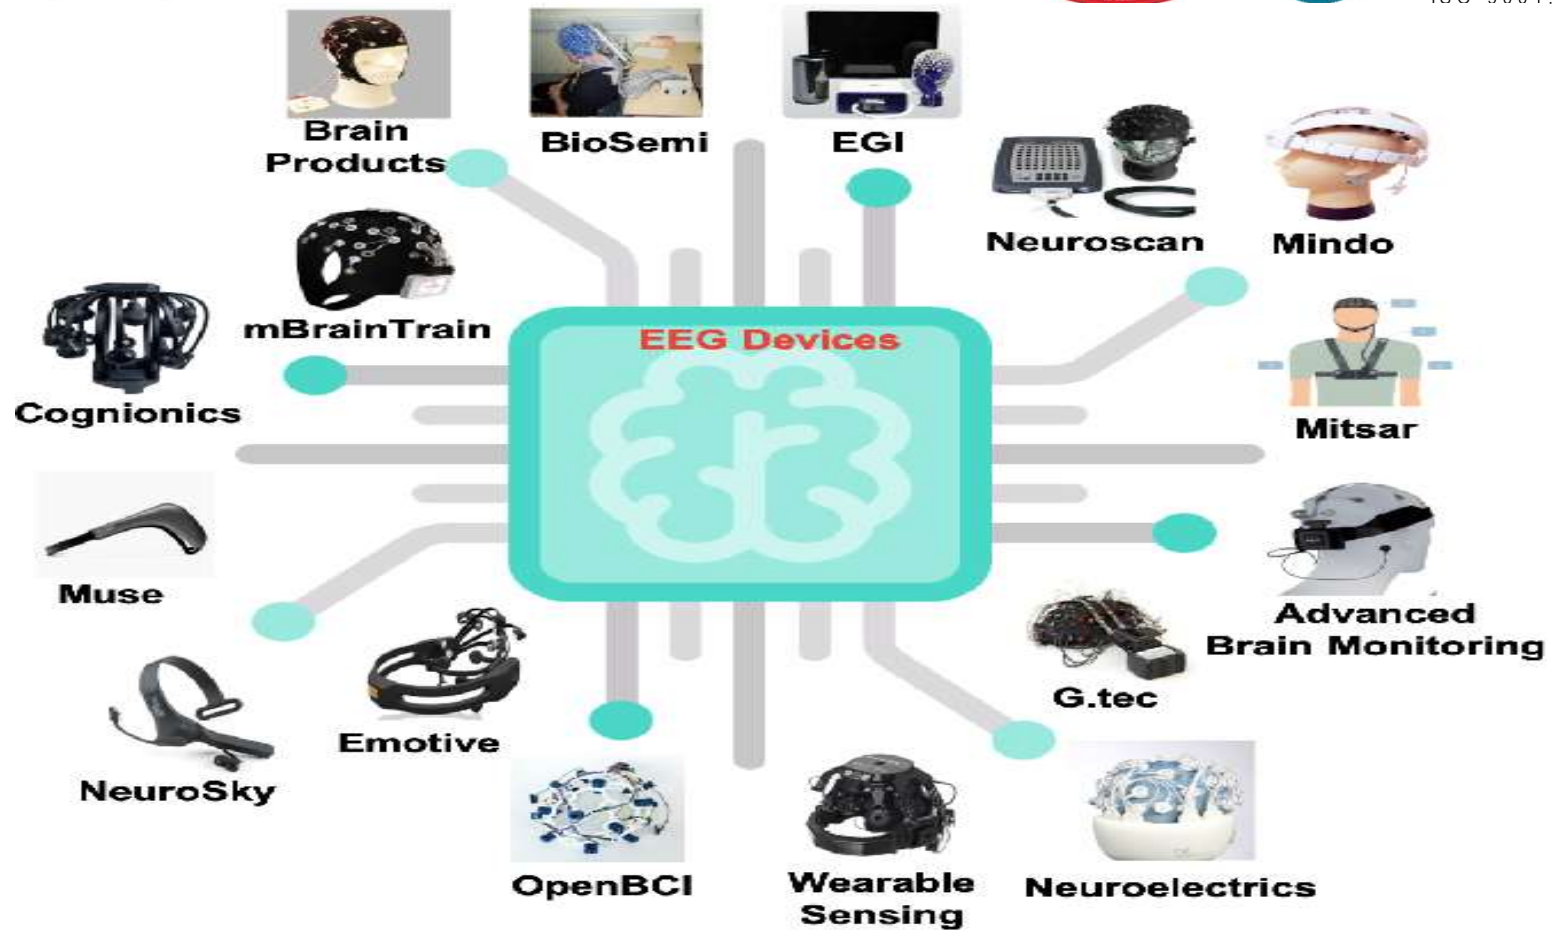 Brain
Products
BioSemi
EGI
Neuroscan
Mindo
mBrainTrain
EEG Devices
Cognionics
Mitsar
Muse
Advanced
Brain Monitoring
G.tec
Emotive
NeuroSky
OpenBCI
Wearable
Sensing
Neuroelectrics